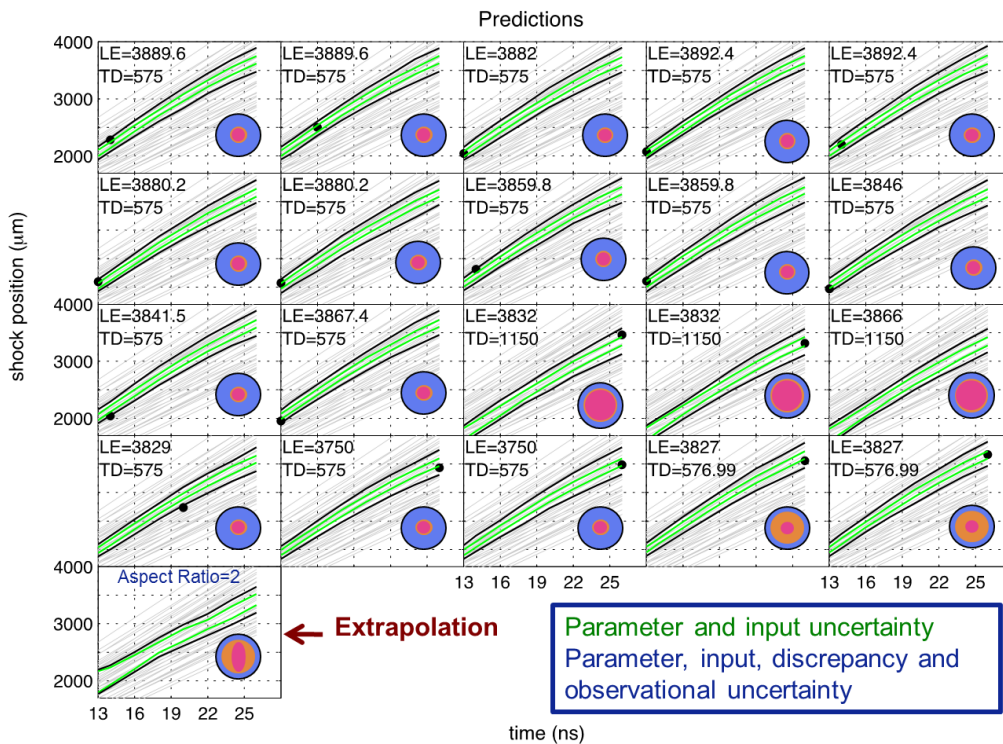 Predictions
4000
3000
2000
LE=3889.6
TD=575
LE=3889.6
TD=575
LE=3882
TD=575
LE=3892.4
TD=575
LE=3892.4
TD=575
LE=3880.2
TD=575
LE=3880.2
TD=575
LE=3859.8
TD=575
LE=3859.8
TD=575
LE=3846
TD=575
shock position (μm)
4000
3000
2000
LE=3841.5
TD=575
LE=3867.4
TD=575
LE=3832
TD=1150
LE=3832
TD=1150
LE=3866
TD=1150
LE=3829
TD=575
LE=3750
TD=575
LE=3750
TD=575
LE=3827
TD=576.99
LE=3827
TD=576.99
13 16 19 22 25
13 16 19 22 25
13 16 19 22 25
4000
3000
2000
Aspect Ratio=2
Extrapolation
Parameter and input uncertainty
Parameter, input, discrepancy and
observational uncertainty
13 16 19 22 25
time (ns)